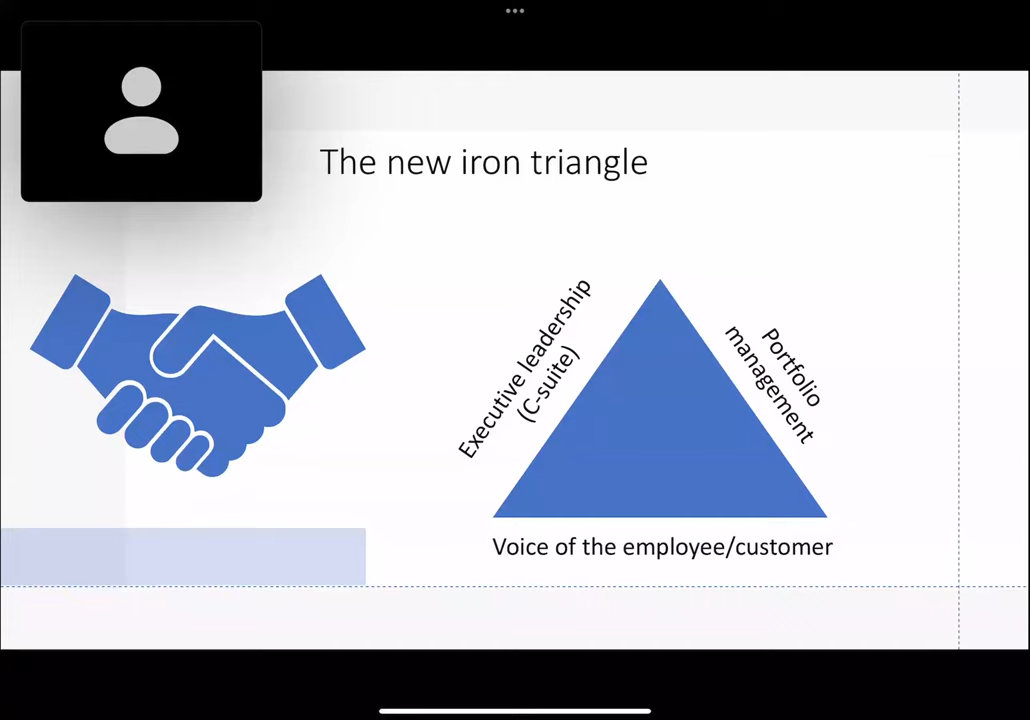 The new iron triangle
Executive leadership
(C-suite)
Portfolio
management
Voice of the employee/customer